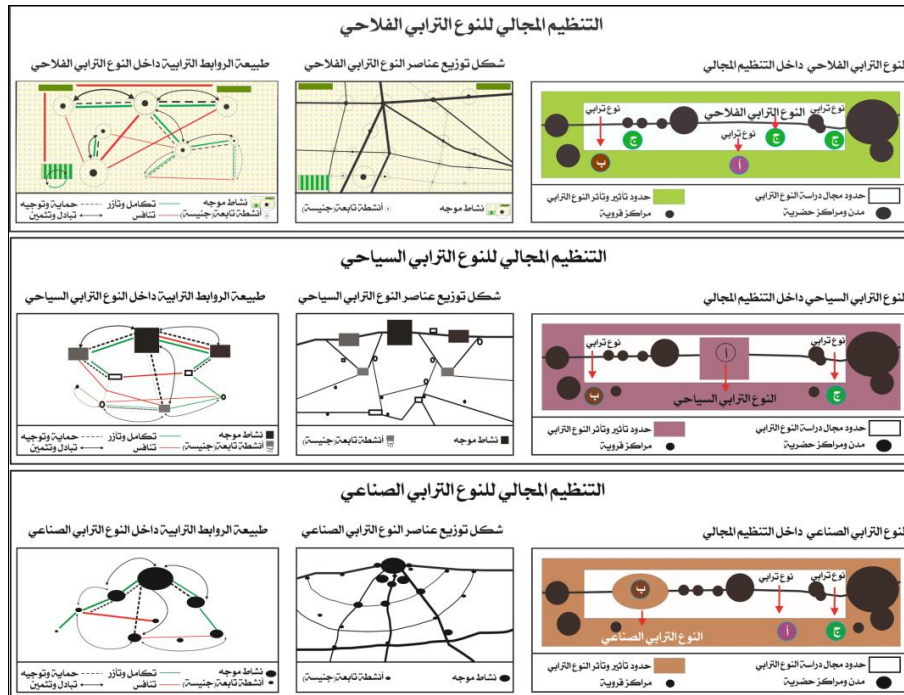 التنظيم المجالي للنوع الترابي الفلاحي
النوع الترابي الفلاحي داخل التنظيم المجالي
شكل توزيع عناصر النوع الترابي الفلاحي
طبيعة الروابط الترابية داخل النوع الترابي الفلاحي
نوع ترابي
النوع الترابي الفلاحي
نوع ترابي
نوع ترابي
ج
ج
ج
أ
ب
حدود مجال دراسة النوع الترابي
حدود تأثير وتأثر النوع الترابي
مدن ومراكز حضرية
مراكز قروية
نشاط موجه
أنشطة تابعة(جنيسة)
نشاط موجه
تكامل وتآزر
حماية وتوجيه
أنشطة تابعة(جنيسة)
تنافس
تبادل وتثمين
التنظيم المجالي للنوع الترابي السياحي
النوع الترابي السياحي داخل التنظيم المجالي
شكل توزيع عناصر النوع الترابي السياحي
طبيعة الروابط الترابية داخل النوع الترابي السياحي
نوع ترابي
نوع ترابي
أ
ج
ب
النوع الترابي السياحي
حدود مجال دراسة النوع الترابي
حدود تأثير وتأثر النوع الترابي
مدن ومراكز حضرية
مراكز قروية
نشاط موجه
أنشطة تابعة(جنيسة)
نشاط موجه
تكامل وتآزر
حماية وتوجيه
أنشطة تابعة(جنيسة)
تنافس
تبادل وتثمين
التنظيم المجالي للنوع الترابي الصناعي
النوع الترابي الصناعي داخل التنظيم المجالي
شكل توزيع عناصر النوع الترابي الصناعي
طبيعة الروابط الترابية داخل النوع الترابي الصناعي
نوع ترابي
نوع ترابي
ب
ج
أ
النوع الترابي الصناعي
حدود مجال دراسة النوع الترابي
حدود تأثير وتأثر النوع الترابي
مدن ومراكز حضرية
مراكز قروية
نشاط موجه
أنشطة تابعة(جنيسة)
نشاط موجه
تكامل وتآزر
حماية وتوجيه
أنشطة تابعة(جنيسة)
تنافس
تبادل وتثمين